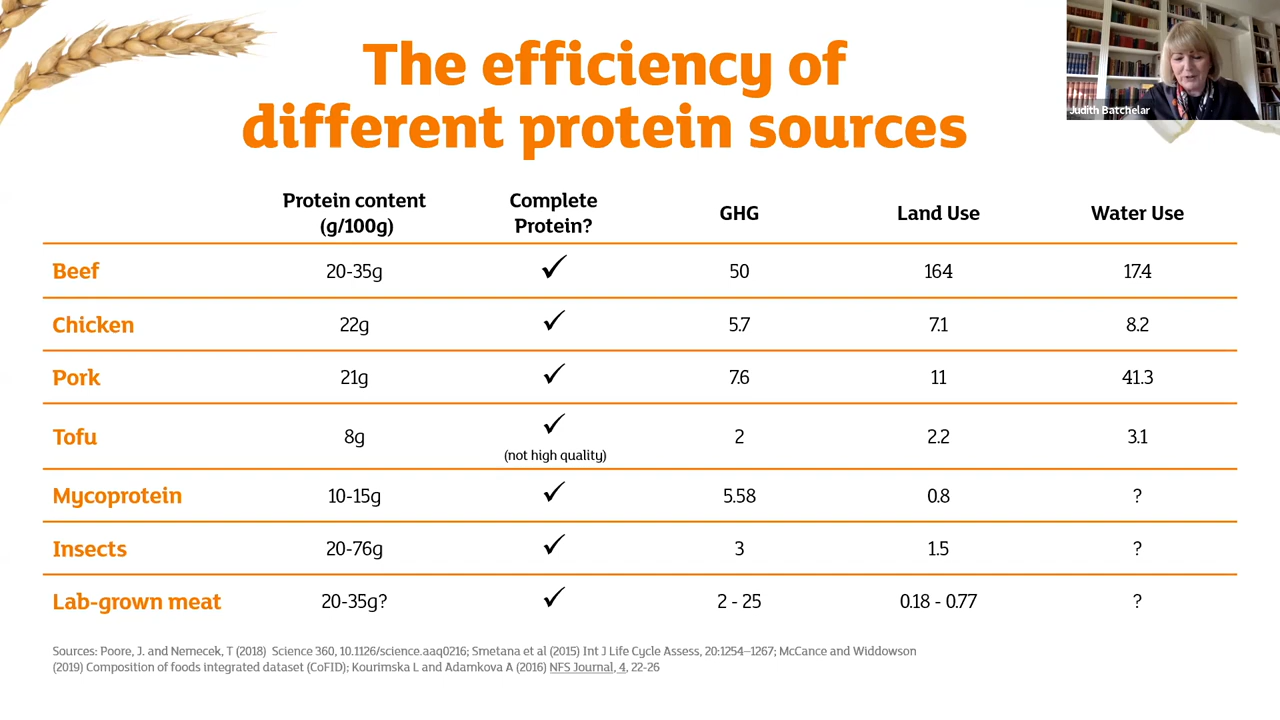 The efficiency of
different protein sources
Judith Batchelar
Protein content
(g/100g)
Complete
Protein?
GHG
Land Use
Water Use
Beef 20-35g ✓ 50 164 17.4
Chicken 22g ✓ 5.7 7.1 8.2
Pork 21g ✓ 7.6 11 41.3
Tofu 8g ✓ (not high quality) 2 2.2 3.1
Mycoprotein 10-15g ✓ 5.58 0.8 ?
Insects 20-76g ✓ 3 1.5 ?
Lab-grown meat 20-35g? ✓ 2 - 25 0.18 - 0.77 ?
Sources: Poore, J. and Nemecek, T (2018) Science 360, 10.1126/science.aaq0216; Smetana et al (2015) Int J Life Cycle Assess, 20:1254–1267; McCance and Widdowson
(2019) Composition of foods integrated dataset (CoFID); Kourimska L and Adamkova A (2016) NFS Journal, 4, 22-26